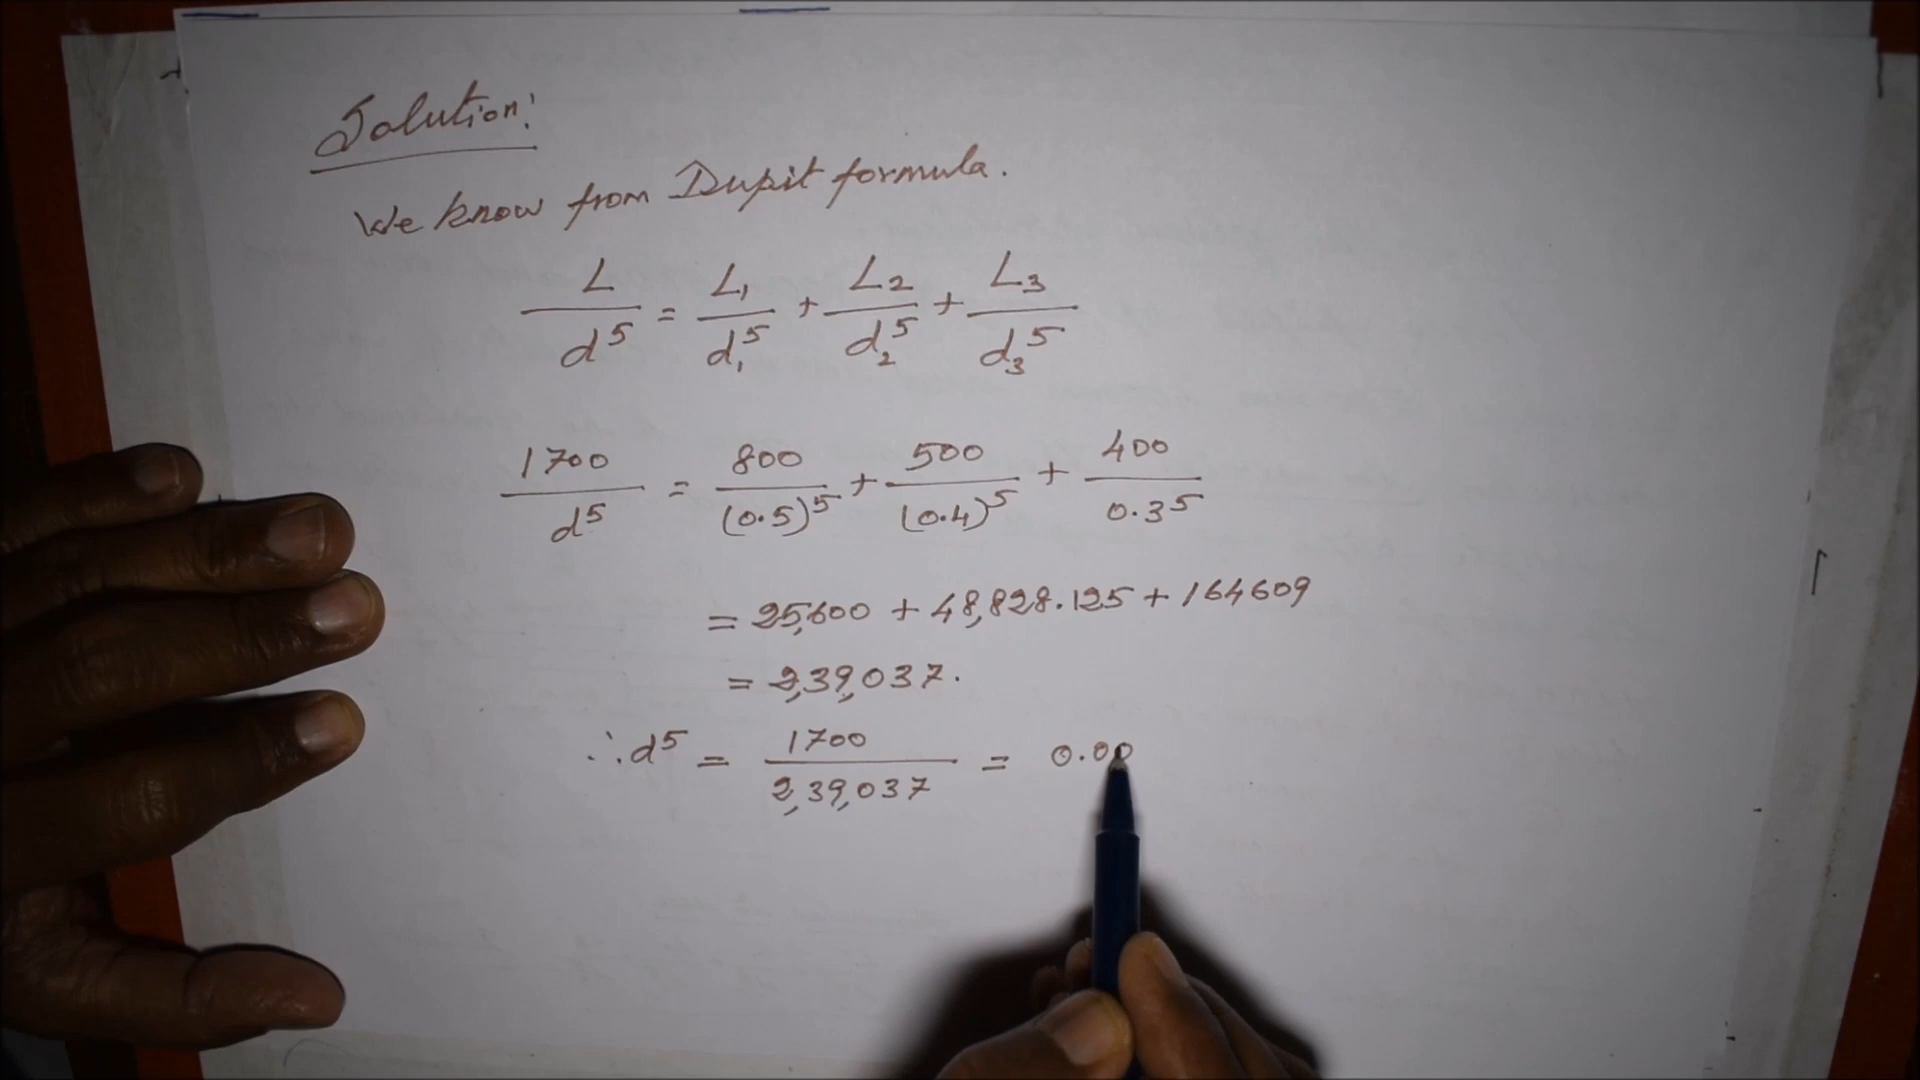 Solution:
We know from Dupit formula.
L/d⁵ = L₁/d₁⁵ + L₂/d₂⁵ + L₃/d₃⁵
1700/d⁵ = 800/(0.5)⁵ + 500/(0.4)⁵ + 400/0.3⁵
= 25,600 + 48,828.125 + 164609
= 2,39,037.
∴ d⁵ = 1700/2,39,037 = 0.00